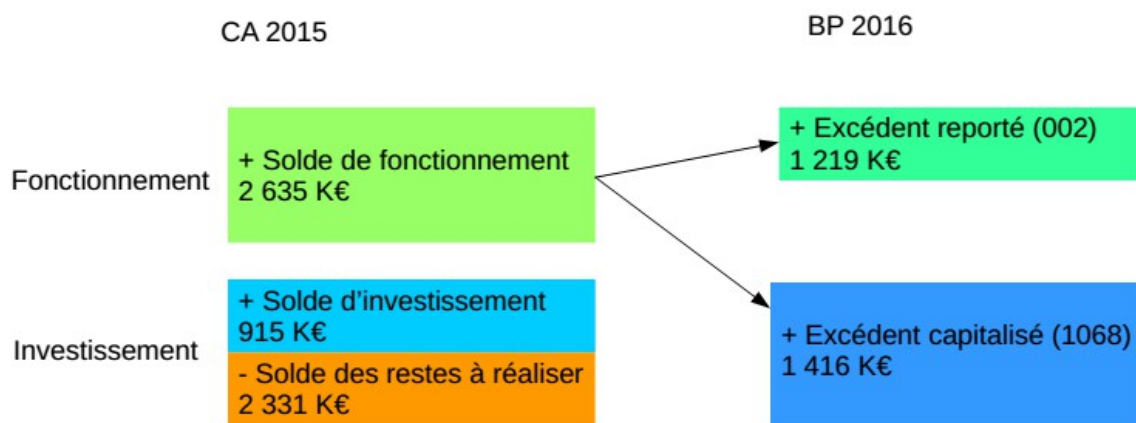 CA 2015
BP 2016
Fonctionnement
+ Solde de fonctionnement
2 635 K€
+ Excédent reporté (002)
1 219 K€
Investissement
+ Solde d’investissement
915 K€
- Solde des restes à réaliser
2 331 K€
+ Excédent capitalisé (1068)
1 416 K€